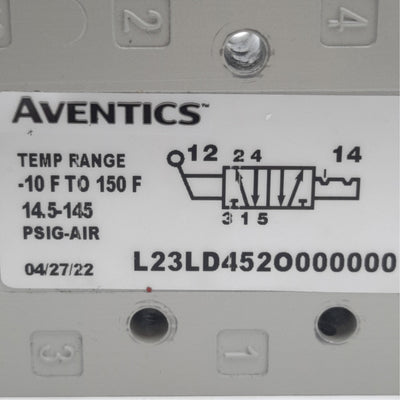 2
4
AVENTICS™
TEMP RANGE
-10 F TO 150 F
14.5-145
PSIG-AIR
04/27/22
12 2 4 14
3 1 5
L23LD452O000000
3
1